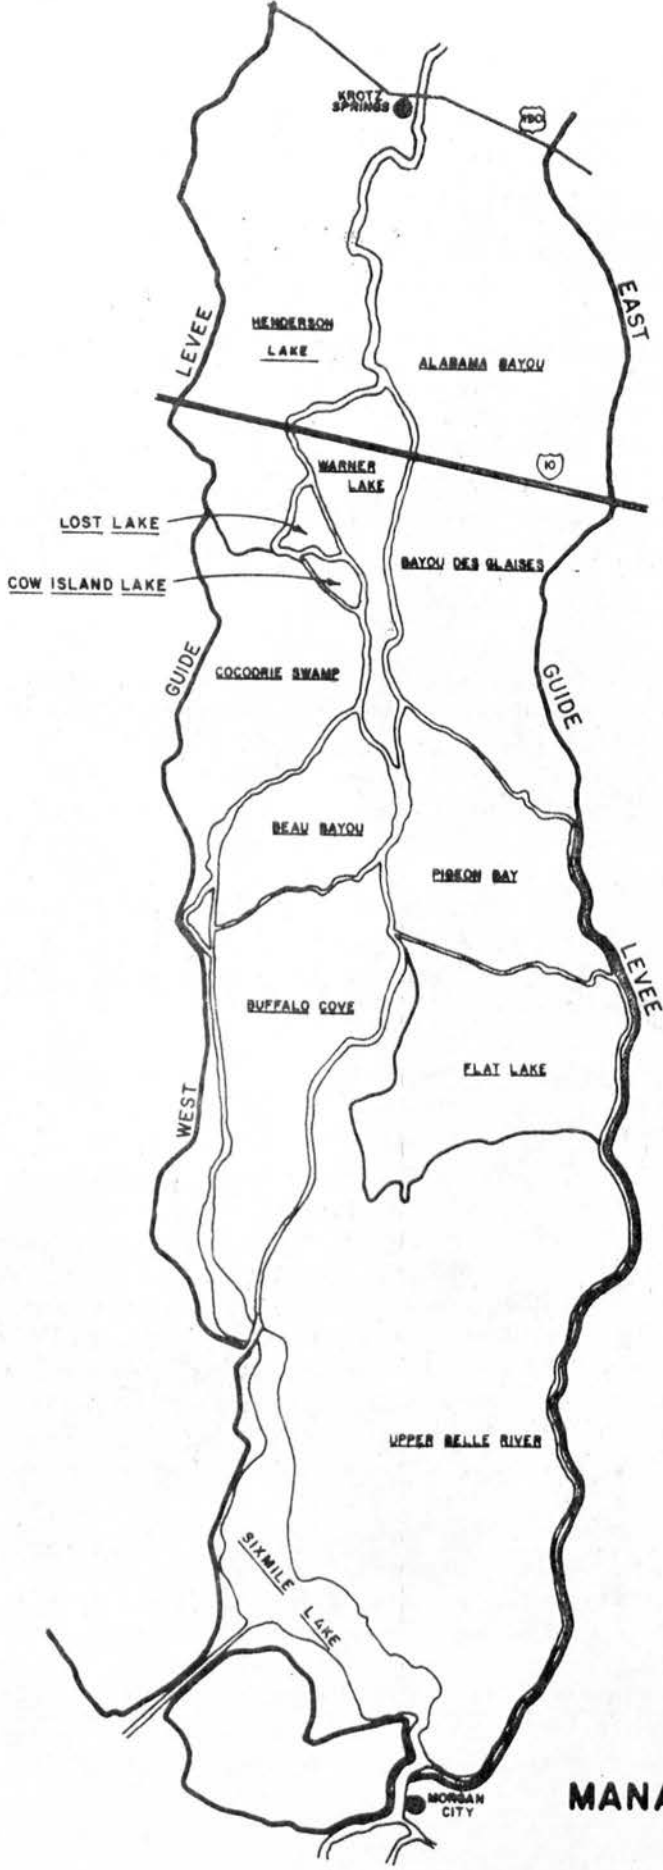 KROTZ
SPRINGS
190
EAST
LEVEE
HENDERSON
LAKE
ALABAMA BAYOU
10
WARNER
LAKE
LOST LAKE
BAYOU DES GLAISES
COW ISLAND LAKE
GUIDE
COCODRIE SWAMP
GUIDE
BEAU BAYOU
PIGEON BAY
LEVEE
BUFFALO COVE
FLAT LAKE
WEST
UPPER BELLE RIVER
SIXMILE LAKE
MORGAN
CITY
MANA